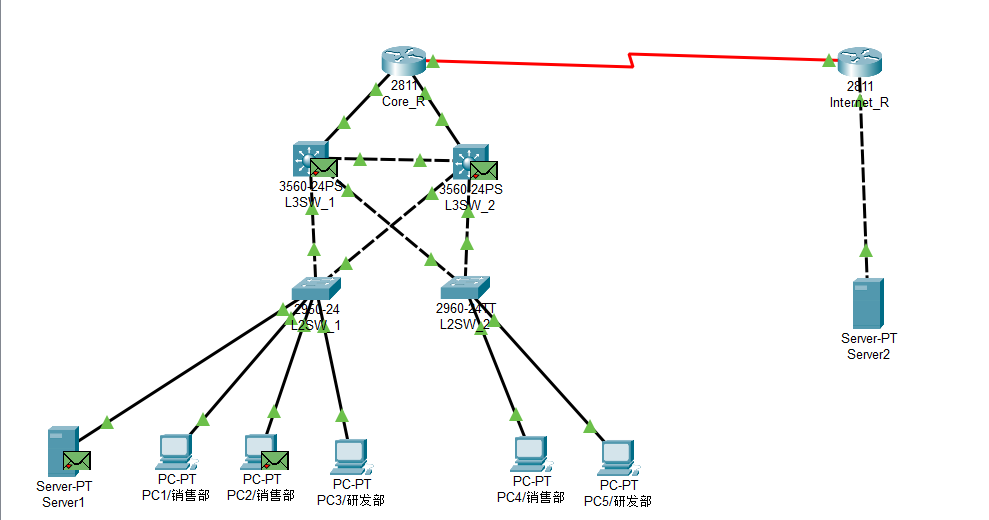 2811
Core_R
2811
Internet_R
3560-24PS
L3SW_1
3560-24PS
L3SW_2
2950-24
L2SW_1
2960-24TT
L2SW_2
Server-PT
Server2
Server-PT
Server1
PC-PT
PC1/销售部
PC-PT
PC2/销售部
PC-PT
PC3/研发部
PC-PT
PC4/销售部
PC-PT
PC5/研发部